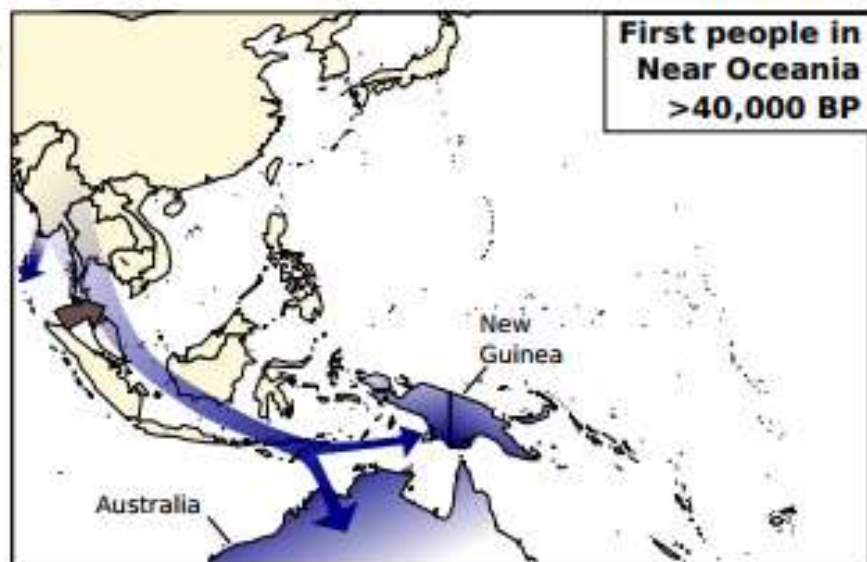 First people in
Near Oceania
>40,000 BP
New
Guinea
Australia